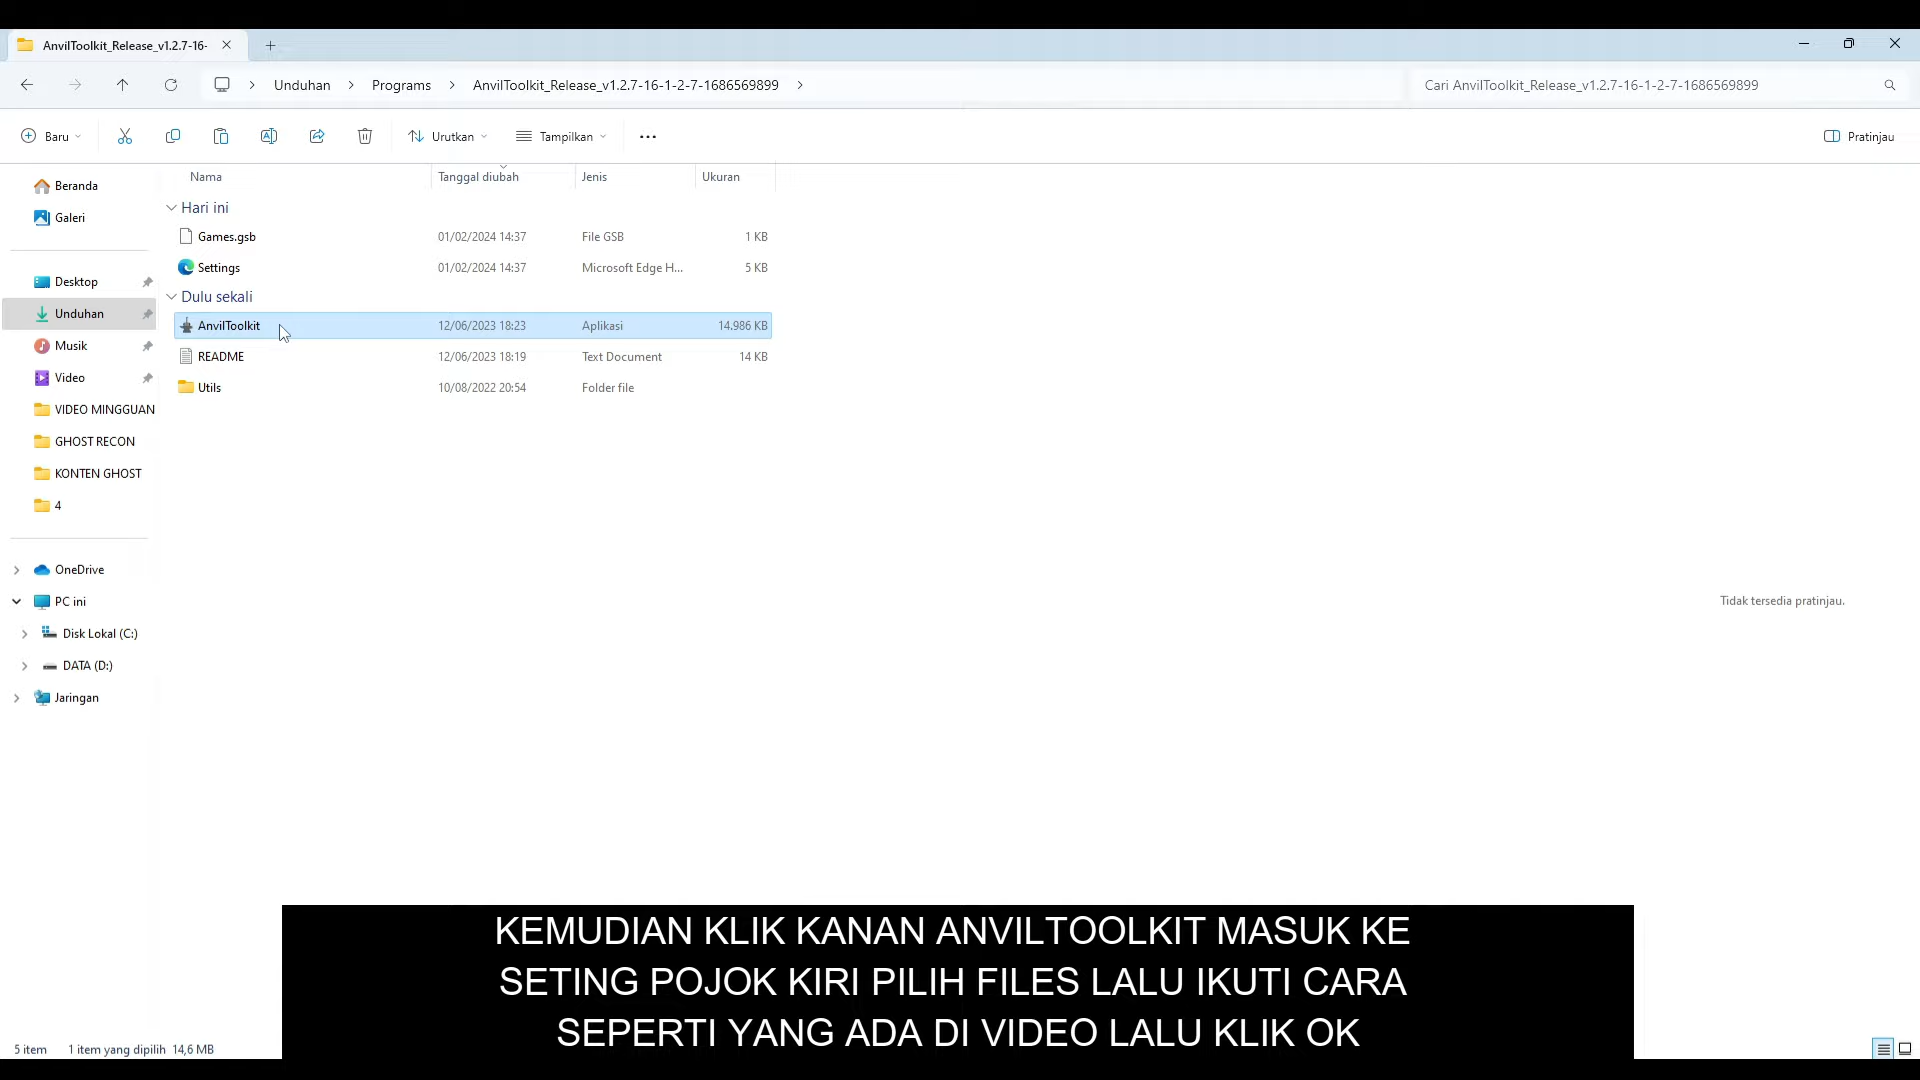 AnvilToolkit_Release_v1.2.7-16-
Unduhan
Programs
AnvilToolkit_Release_v1.2.7-16-1-2-7-1686569899
Cari AnvilToolkit_Release_v1.2.7-16-1-2-7-1686569899
Baru
Urutkan
Tampilkan
Pratinjau
Nama Tanggal diubah Jenis Ukuran
Hari ini
Games.gsb 01/02/2024 14:37 File GSB 1 KB
Settings 01/02/2024 14:37 Microsoft Edge H... 5 KB
Dulu sekali
AnvilToolkit 12/06/2023 18:23 Aplikasi 14.986 KB
README 12/06/2023 18:19 Text Document 14 KB
Utils 10/08/2022 20:54 Folder file
Beranda
Galeri
Desktop
Unduhan
Musik
Video
VIDEO MINGGUAN
GHOST RECON
KONTEN GHOST
4
OneDrive
PC ini
Disk Lokal (C:)
DATA (D:)
Jaringan
Tidak tersedia pratinjau.
KEMUDIAN KLIK KANAN ANVILTOOLKIT MASUK KE
SETING POJOK KIRI PILIH FILES LALU IKUTI CARA
SEPERTI YANG ADA DI VIDEO LALU KLIK OK
5 item 1 item yang dipilih 14,6 MB